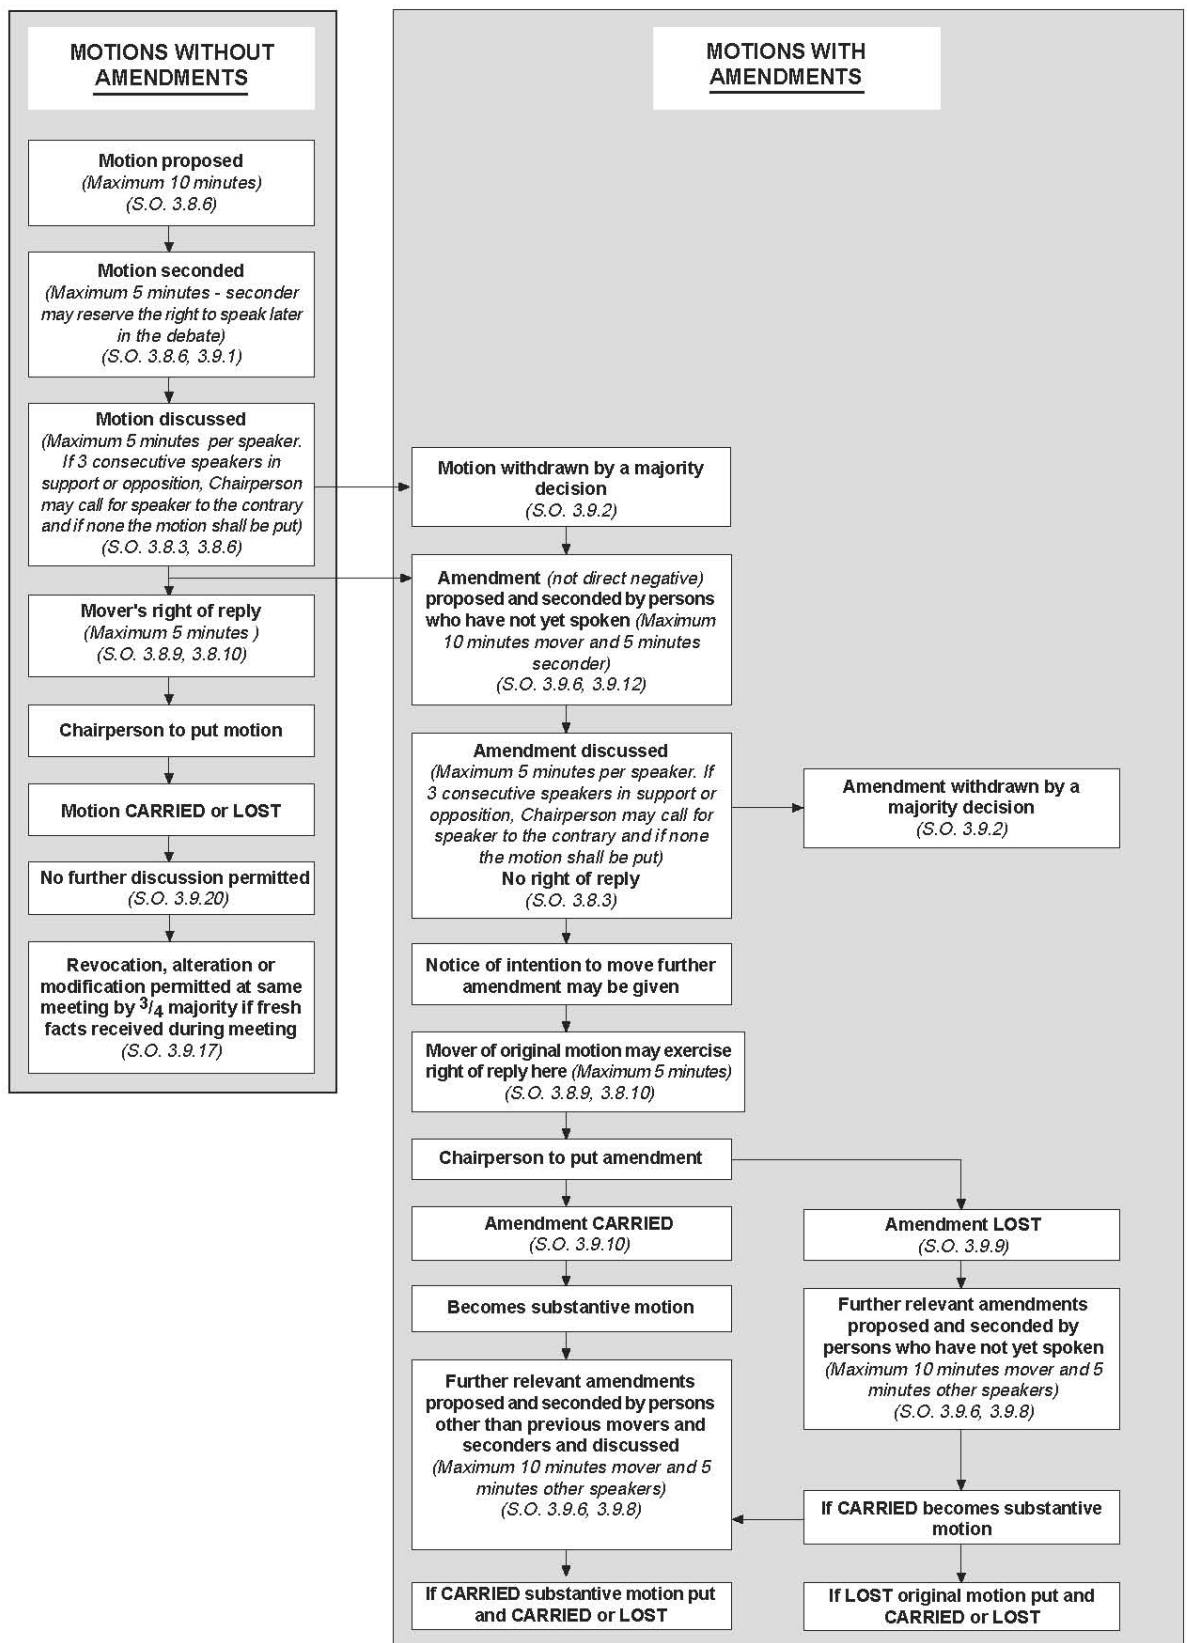 MOTIONS WITHOUT
AMENDMENTS
Motion proposed
(Maximum 10 minutes)
(S.O. 3.8.6)
Motion seconded
(Maximum 5 minutes - seconder
may reserve the right to speak later
in the debate)
(S.O. 3.8.6, 3.9.1)
Motion discussed
(Maximum 5 minutes per speaker.
If 3 consecutive speakers in
support or opposition, Chairperson
may call for speaker to the contrary
and if none the motion shall be put)
(S.O. 3.8.3, 3.8.6)
Mover's right of reply
(Maximum 5 minutes )
(S.O. 3.8.9, 3.8.10)
Chairperson to put motion
Motion CARRIED or LOST
No further discussion permitted
(S.O. 3.9.20)
Revocation, alteration or
modification permitted at same
meeting by 3/4 majority if fresh
facts received during meeting
(S.O. 3.9.17)
MOTIONS WITH
AMENDMENTS
Motion withdrawn by a majority
decision
(S.O. 3.9.2)
Amendment (not direct negative)
proposed and seconded by persons
who have not yet spoken (Maximum
10 minutes mover and 5 minutes
seconder)
(S.O. 3.9.6, 3.9.12)
Amendment discussed
(Maximum 5 minutes per speaker. If
3 consecutive speakers in support or
opposition, Chairperson may call for
speaker to the contrary and if none
the motion shall be put)
No right of reply
(S.O. 3.8.3)
Amendment withdrawn by a
majority decision
(S.O. 3.9.2)
Notice of intention to move further
amendment may be given
Mover of original motion may exercise
right of reply here (Maximum 5 minutes)
(S.O. 3.8.9, 3.8.10)
Chairperson to put amendment
Amendment CARRIED
(S.O. 3.9.10)
Becomes substantive motion
Further relevant amendments
proposed and seconded by persons
other than previous movers and
seconders and discussed
(Maximum 10 minutes mover and 5
minutes other speakers)
(S.O. 3.9.6, 3.9.8)
If CARRIED substantive motion put
and CARRIED or LOST
Amendment LOST
(S.O. 3.9.9)
Further relevant amendments
proposed and seconded by
persons who have not yet spoken
(Maximum 10 minutes mover and 5
minutes other speakers)
(S.O. 3.9.6, 3.9.8)
If CARRIED becomes substantive
motion
If LOST original motion put and
CARRIED or LOST